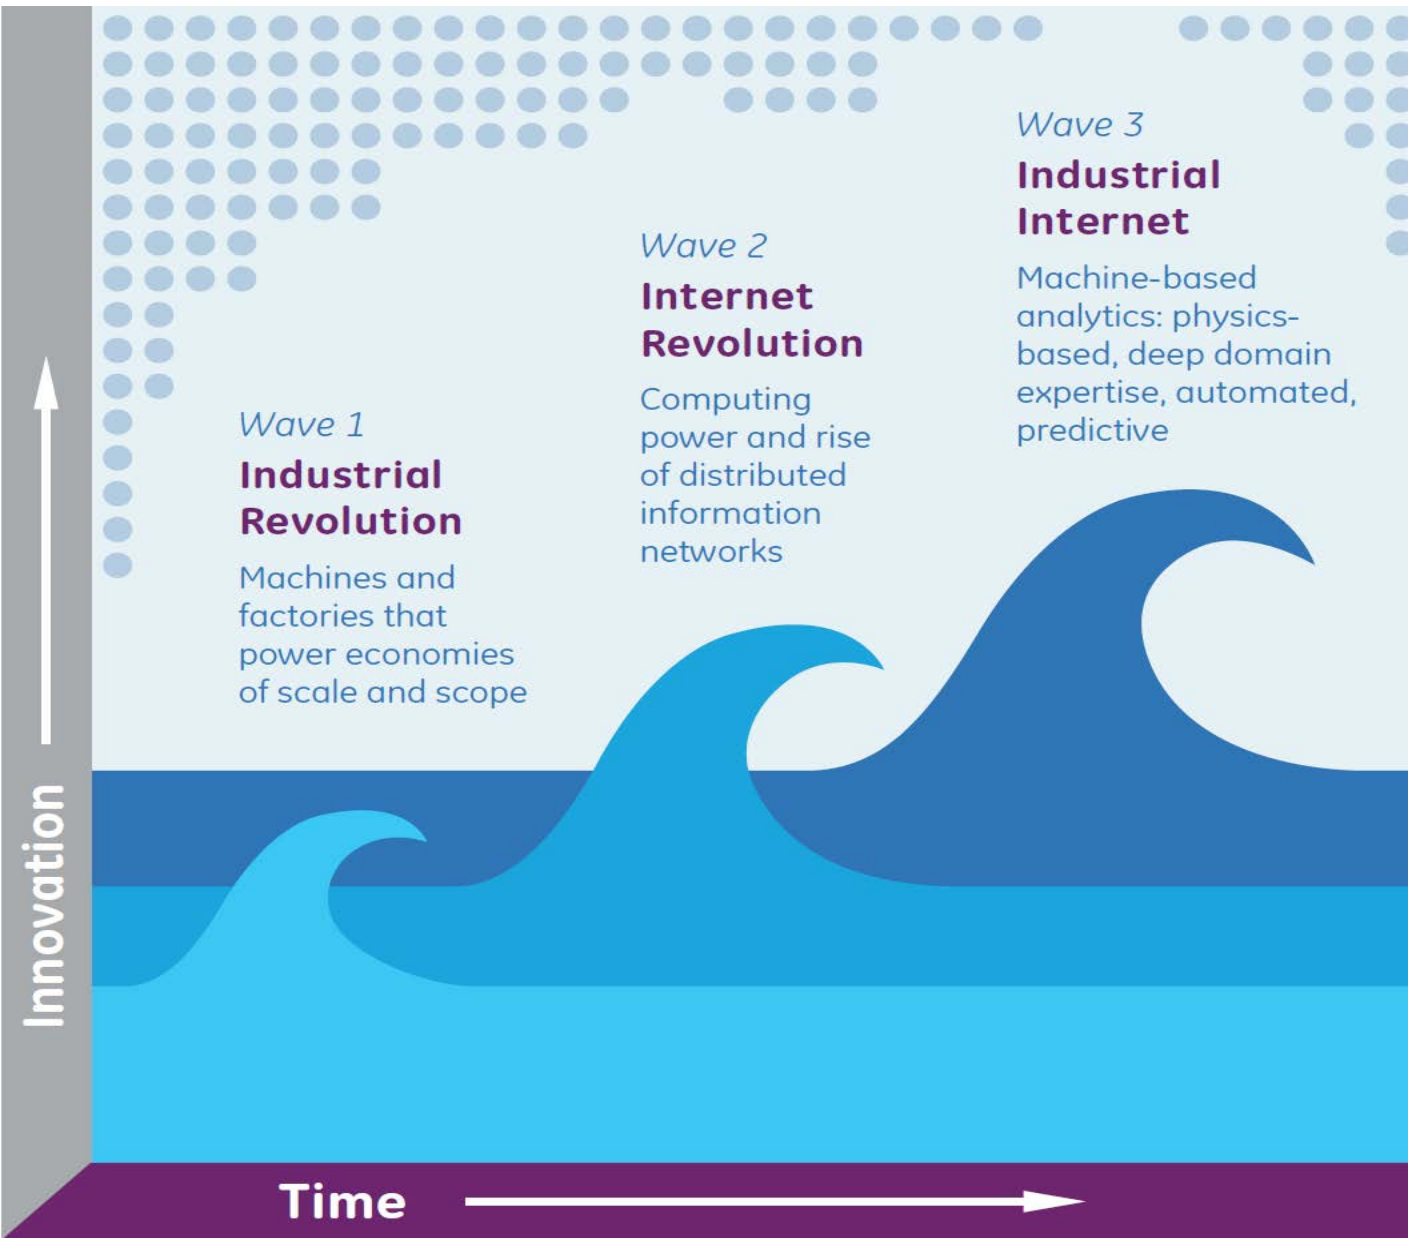 Wave 1
Industrial
Revolution
Machines and
factories that
power economies
of scale and scope
Wave 2
Internet
Revolution
Computing
power and rise
of distributed
information
networks
Wave 3
Industrial
Internet
Machine-based
analytics: physics-
based, deep domain
expertise, automated,
predictive
Innovation
Time